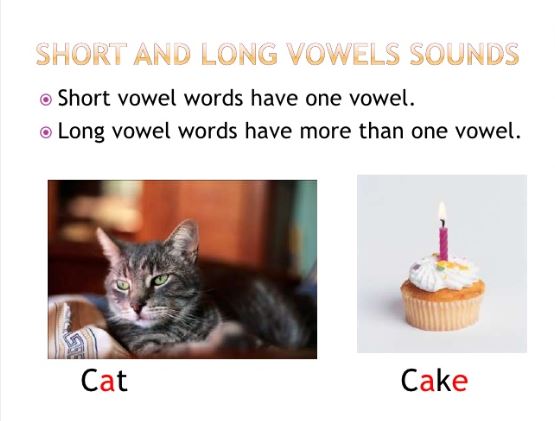 SHORT AND LONG VOWELS SOUNDS
Short vowel words have one vowel.
Long vowel words have more than one vowel.
Cat
Cake